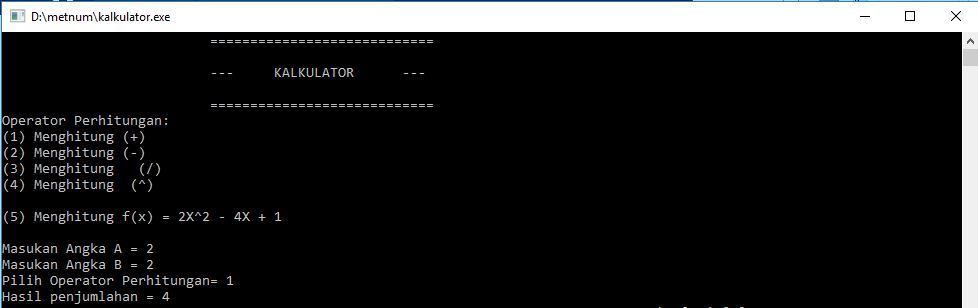 D:\metnum\kalkulator.exe
============================
--- KALKULATOR ---
============================
Operator Perhitungan:
(1) Menghitung (+)
(2) Menghitung (-)
(3) Menghitung (/)
(4) Menghitung (^)
(5) Menghitung f(x) = 2X^2 - 4X + 1
Masukan Angka A = 2
Masukan Angka B = 2
Pilih Operator Perhitungan= 1
Hasil penjumlahan = 4